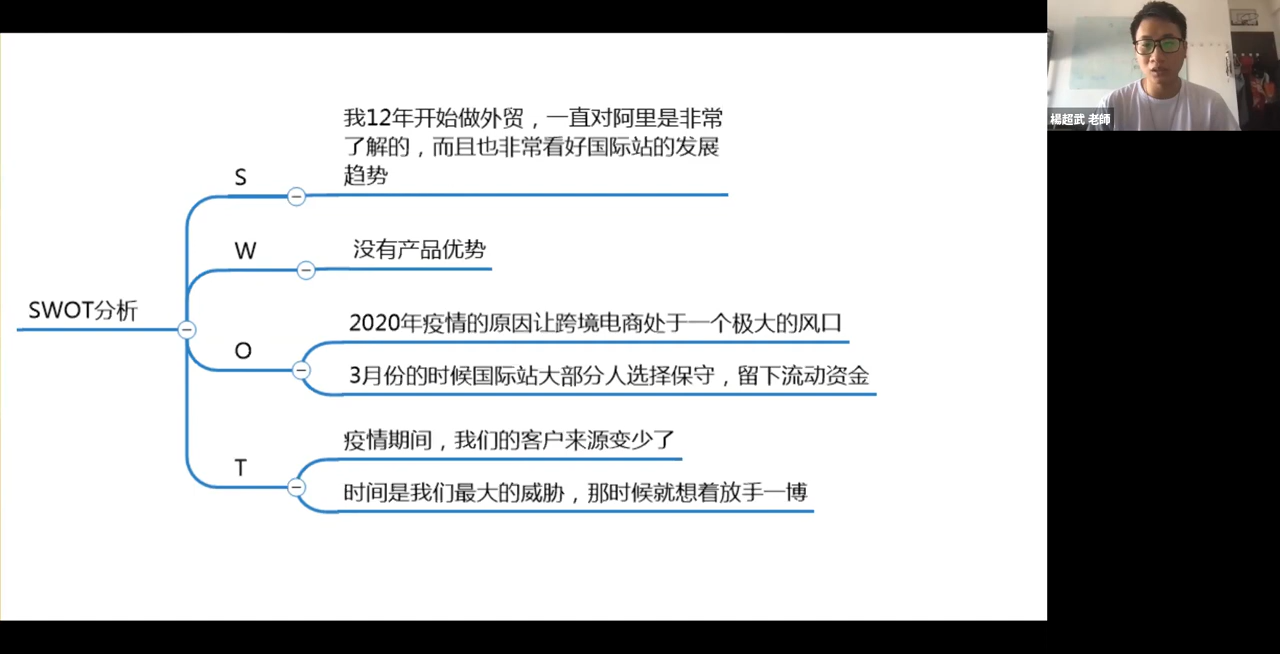 我12年开始做外贸，一直对阿里是非常
了解的，而且也非常看好国际站的发展
趋势
S
W
没有产品优势
SWOT分析
2020年疫情的原因让跨境电商处于一个极大的风口
O
3月份的时候国际站大部分人选择保守，留下流动资金
疫情期间，我们的客户来源变少了
T
时间是我们最大的威胁，那时候就想着放手一博
楊超武 老師